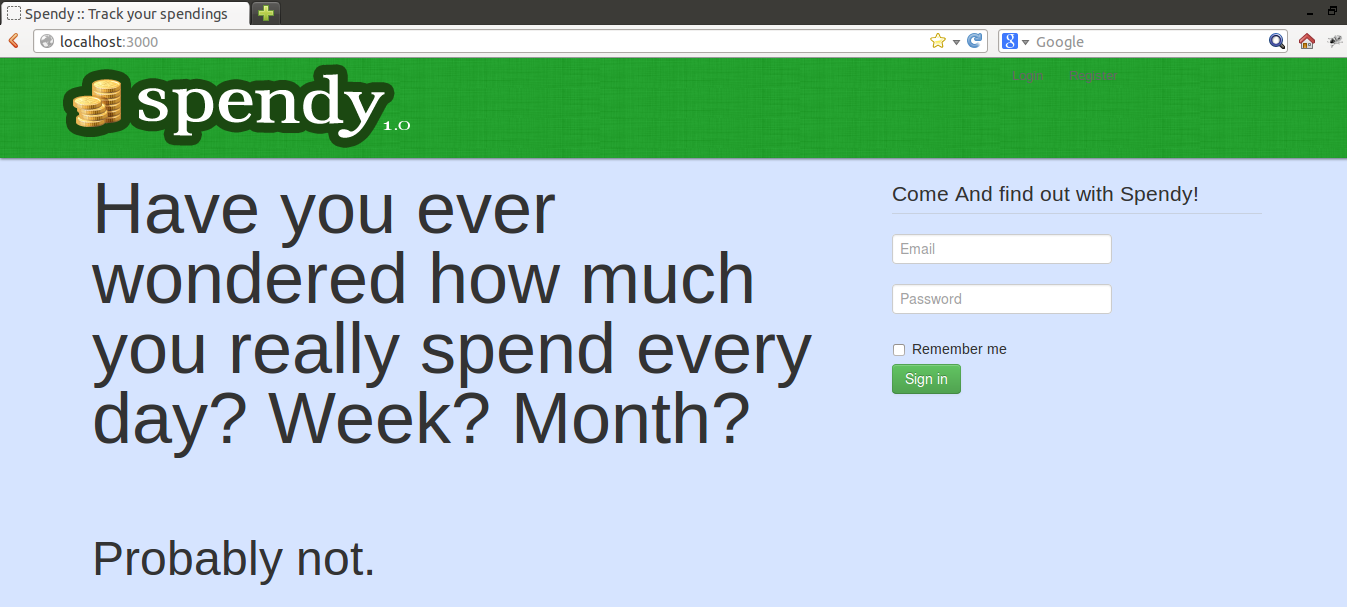 Spendy :: Track your spendings
localhost:3000
Google
spendy 1.0
Login Register
Have you ever
wondered how much
you really spend every
day? Week? Month?
Probably not.
Come And find out with Spendy!
Email
Password
Remember me
Sign in